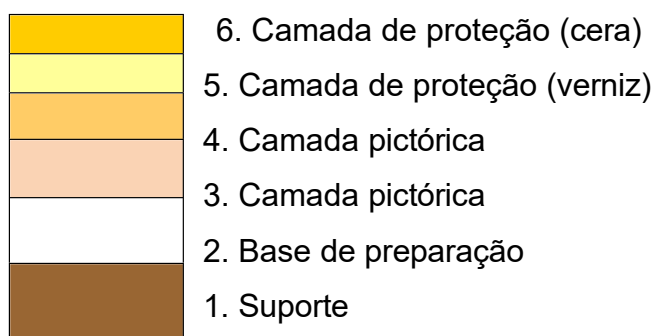 6. Camada de proteção (cera)
5. Camada de proteção (verniz)
4. Camada pictórica
3. Camada pictórica
2. Base de preparação
1. Suporte